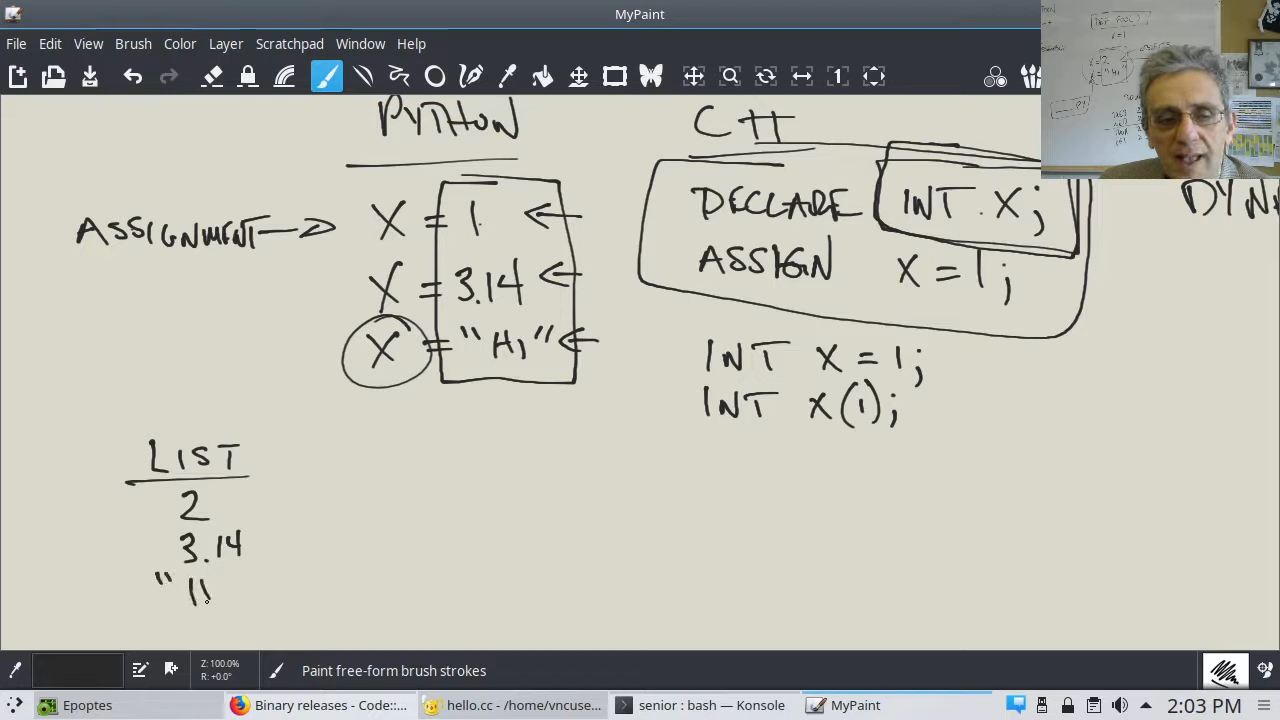 MyPaint
File Edit View Brush Color Layer Scratchpad Window Help
PYTHON
C++
ASSIGNMENT
X = 1
X = 3.14
X = "HI"
DECLARE INT X;
ASSIGN X = 1;
INT X = 1;
INT X(1);
DYN
LIST
2
3.14
"
Z: 100.0%
R: +0.0°
Paint free-form brush strokes
Epoptes
Binary releases - Code::...
hello.cc - /home/vnuse...
senior : bash — Konsole
MyPaint
2:03 PM